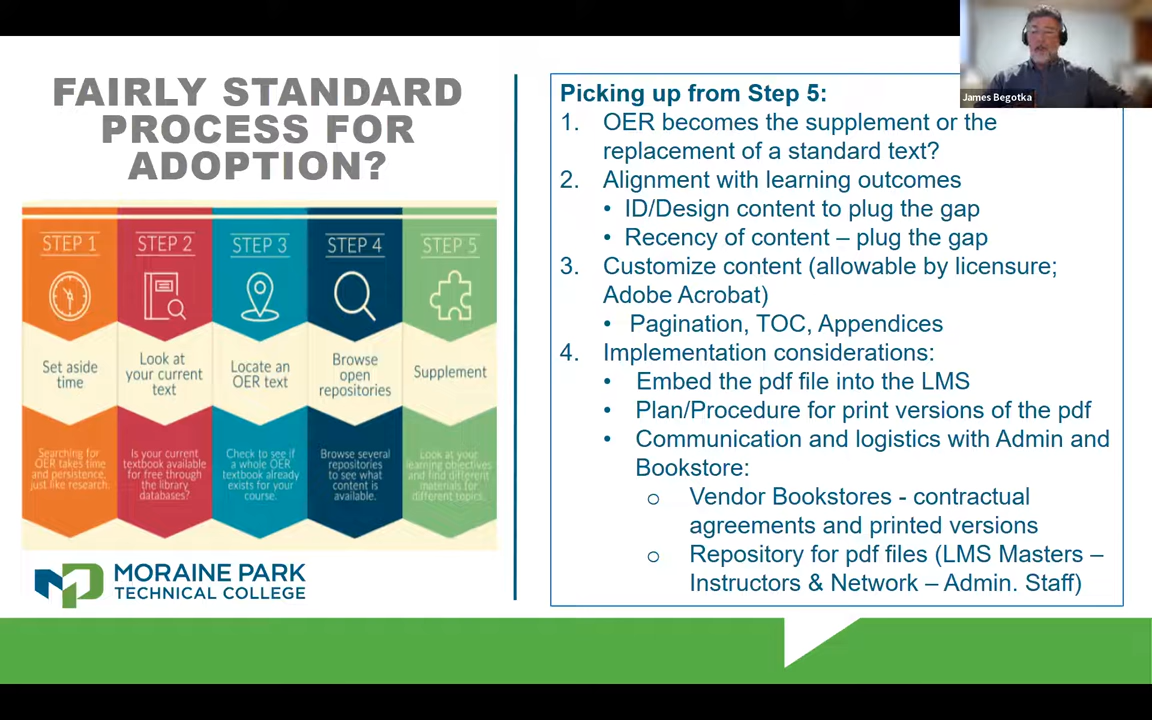 FAIRLY STANDARD
PROCESS FOR
ADOPTION?
STEP 1
Set aside
time
Searching for
OER takes time
and persistence,
just like research.
STEP 2
Look at
your current
text
Is your current
textbook available
for free through
the library
databases?
STEP 3
Locate an
OER text
Check to see if
a whole OER
textbook already
exists for your
course.
STEP 4
Browse
open
repositories
Browse several
repositories
to see what
content is
available.
STEP 5
Supplement
Look at your
learning objectives
and find different
materials for
different topics.
MORAINE PARK
TECHNICAL COLLEGE
Picking up from Step 5:
1. OER becomes the supplement or the
replacement of a standard text?
2. Alignment with learning outcomes
• ID/Design content to plug the gap
• Recency of content – plug the gap
3. Customize content (allowable by licensure;
Adobe Acrobat)
• Pagination, TOC, Appendices
4. Implementation considerations:
• Embed the pdf file into the LMS
• Plan/Procedure for print versions of the pdf
• Communication and logistics with Admin and
Bookstore:
o Vendor Bookstores - contractual
agreements and printed versions
o Repository for pdf files (LMS Masters –
Instructors & Network – Admin. Staff)
James Begotka